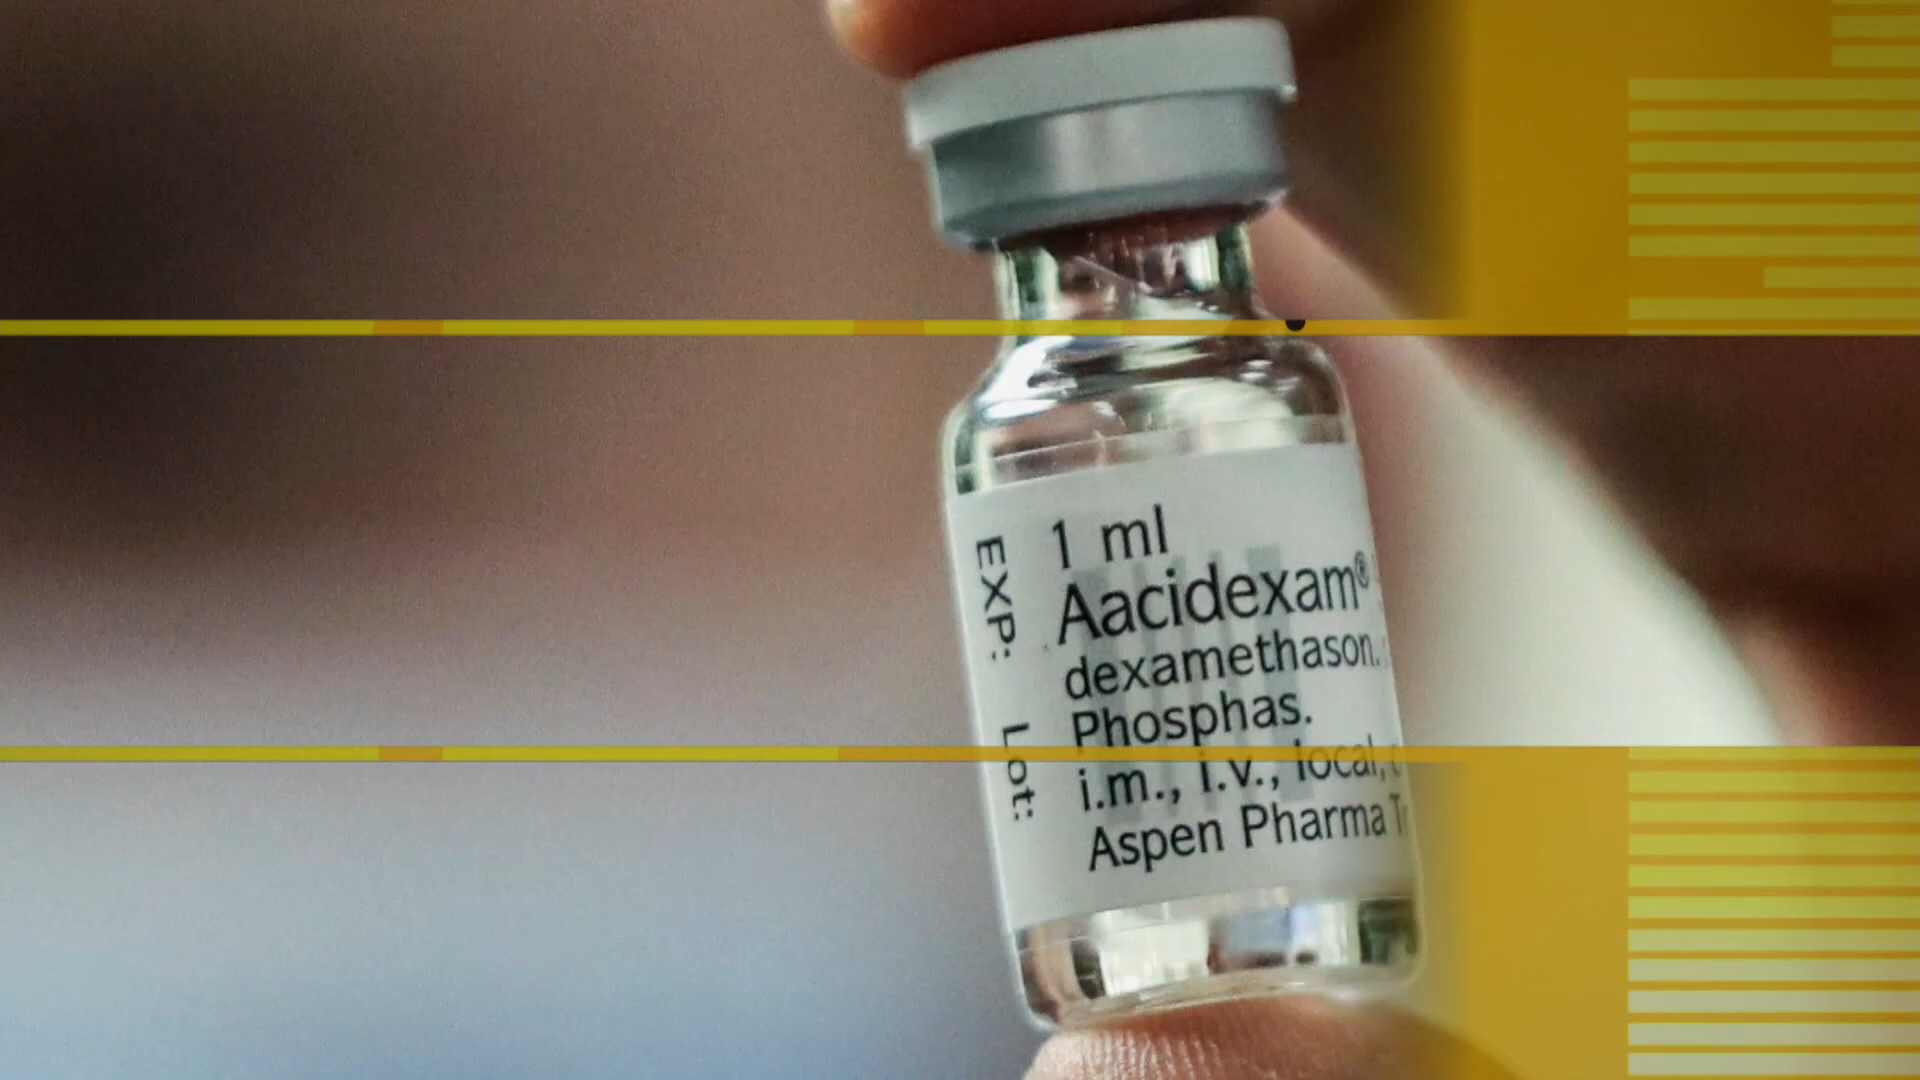 1 ml
Aacidexam®
dexamethason.
Phosphas.
i.m., i.v., local,
Aspen Pharma
EXP:
Lot: